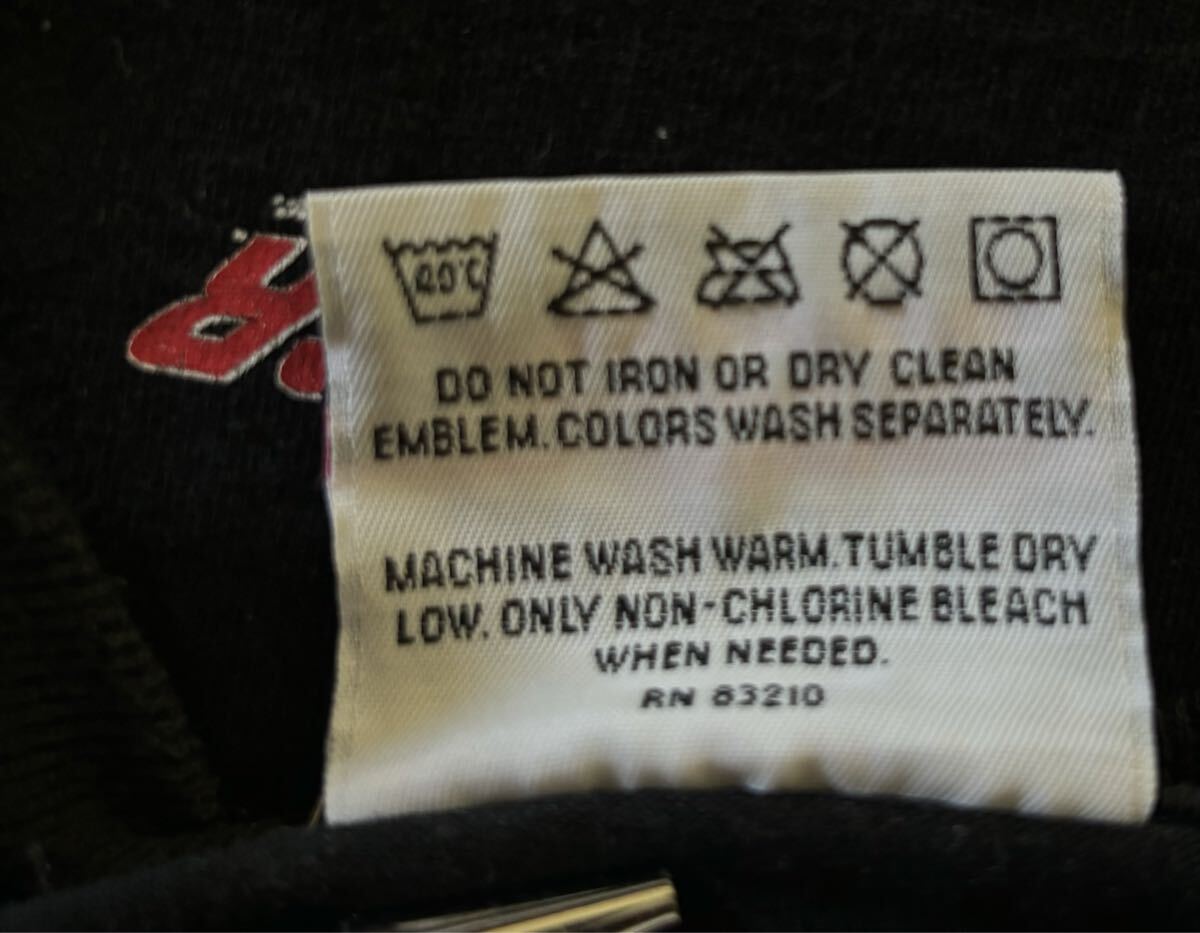 40°C
DO NOT IRON OR DRY CLEAN
EMBLEM. COLORS WASH SEPARATELY.
MACHINE WASH WARM. TUMBLE DRY
LOW. ONLY NON-CHLORINE BLEACH
WHEN NEEDED.
RN 83210